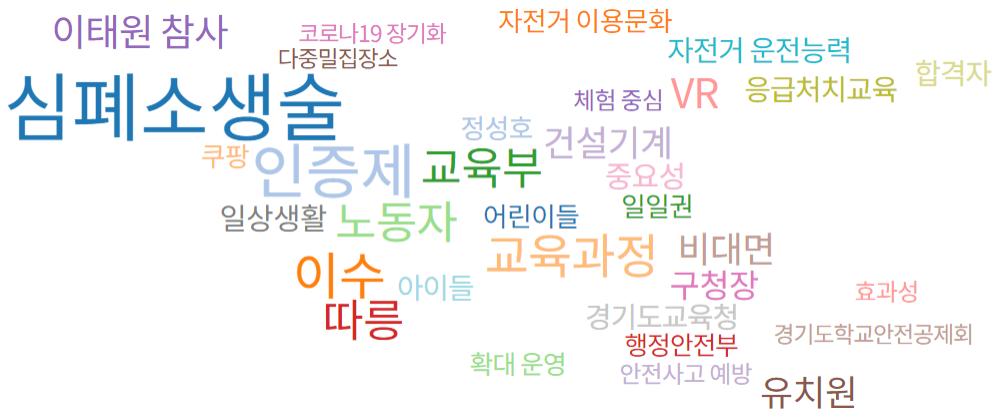 이태원 참사
코로나19 장기화
자전거 이용문화
다중밀집장소
자전거 운전능력
합격자
심폐소생술
체험 중심
VR
응급처치교육
정성호
건설기계
쿠팡
인증제
교육부
중요성
일상생활
노동자
어린이들
일일권
교육과정
비대면
이수
아이들
구청장
효과성
따릉
경기도교육청
행정안전부
경기도학교안전공제회
확대 운영
안전사고 예방
유치원